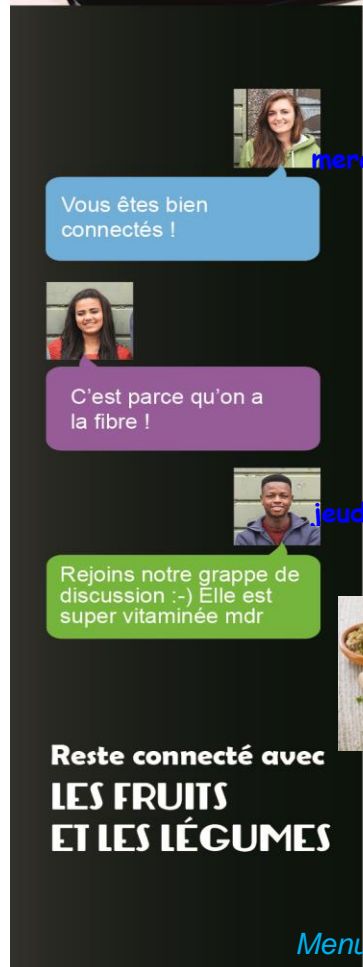 Vous êtes bien
connectés !
C'est parce qu'on a
la fibre !
Rejoins notre grappe de
discussion :-) Elle est
super vitaminée mdr
Reste connecté avec
LES FRUITS
ET LES LÉGUMES
Menu